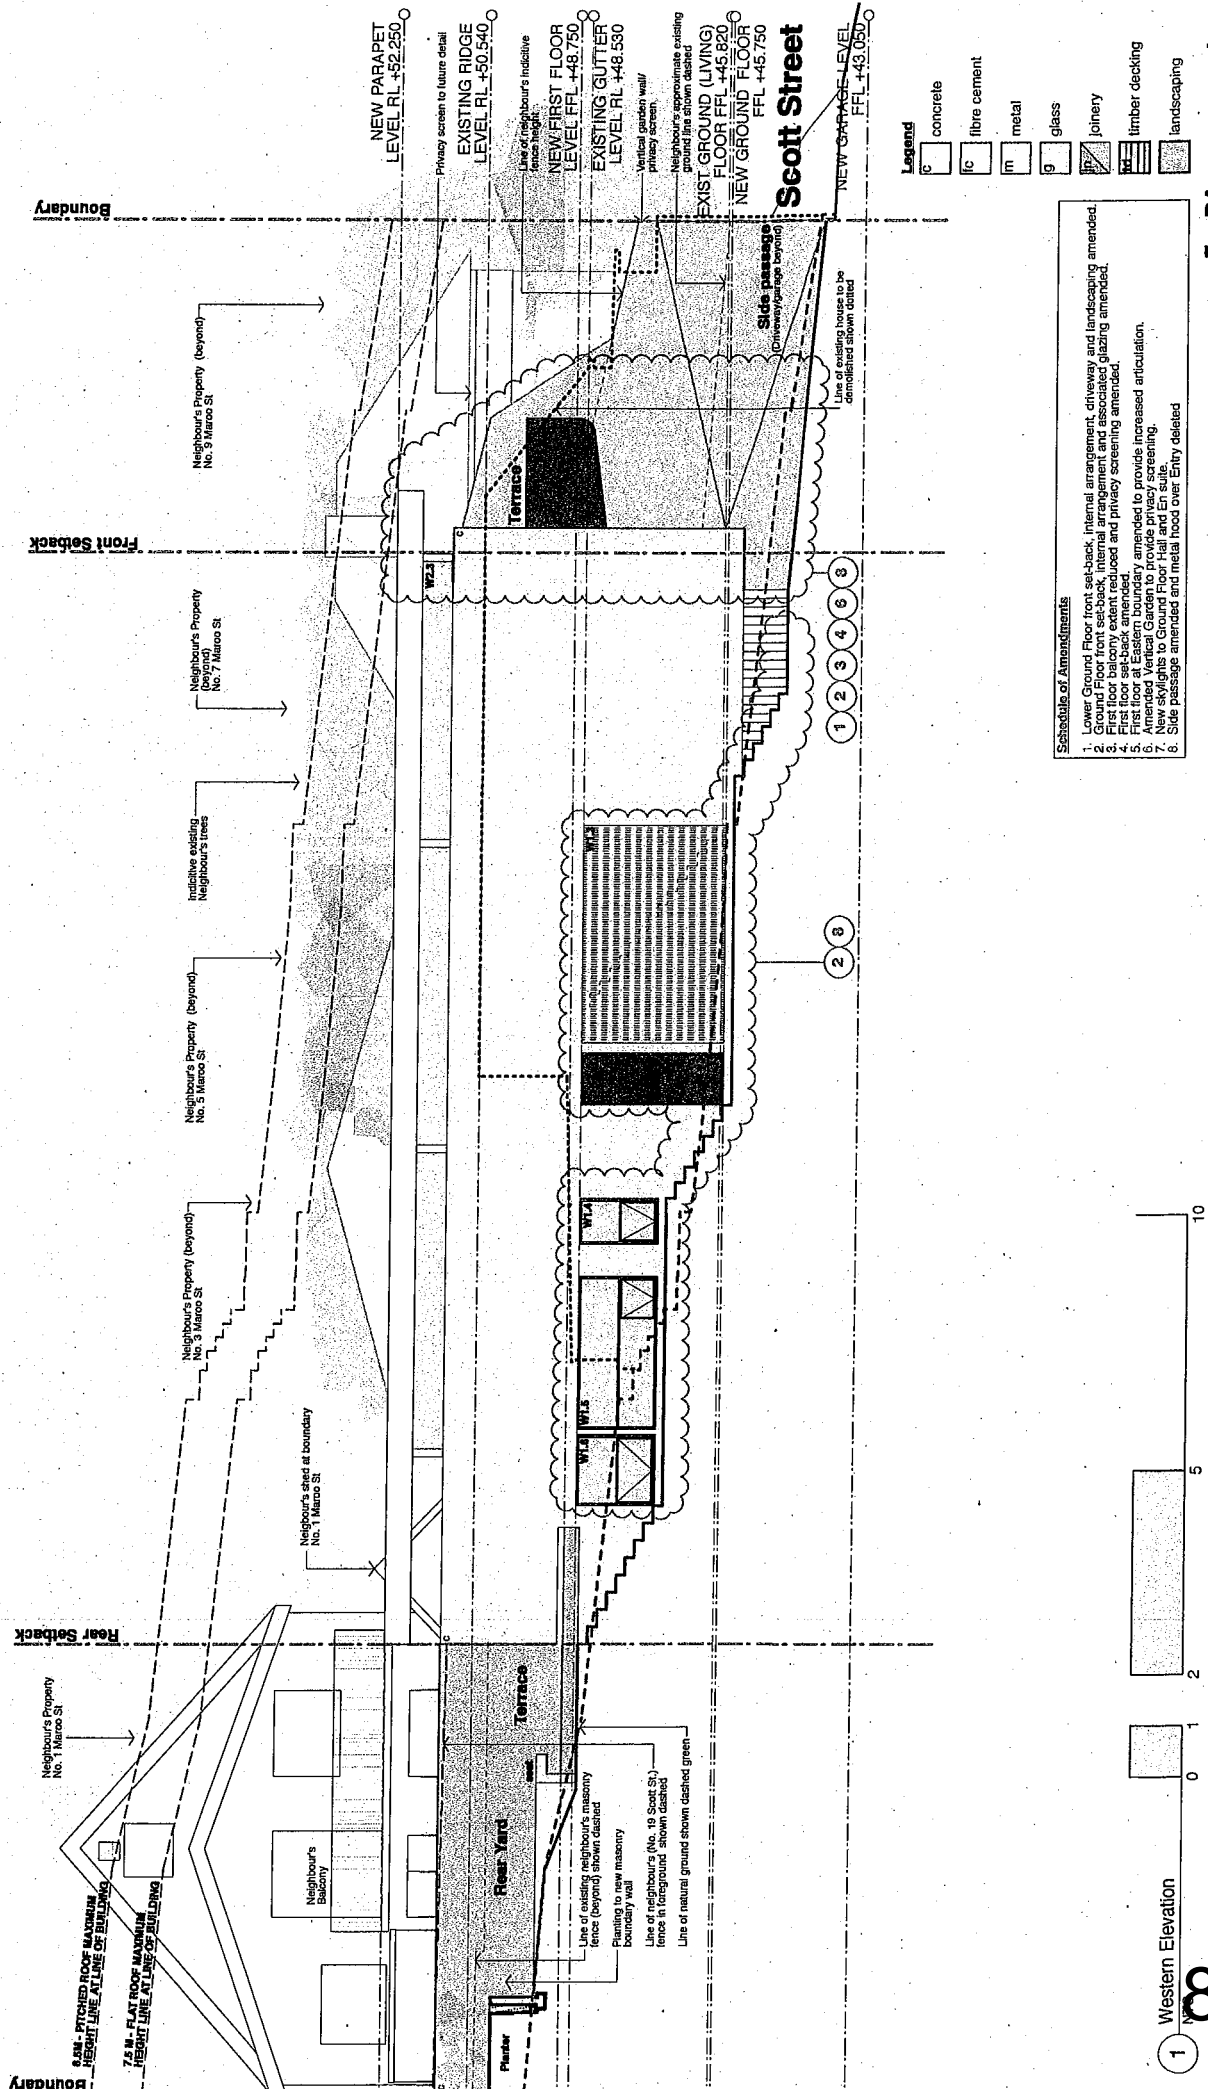 Boundary
Front Setback
Rear Setback
Boundary
8.5M - PITCHED ROOF MAXIMUM
HEIGHT LINE AT LINE OF BUILDING
7.5 M - FLAT ROOF MAXIMUM
HEIGHT LINE AT LINE OF BUILDING
Neighbour's Property
No. 1 Maroo St
Neighbour's shed at boundary
No. 1 Maroo St
Neighbour's Property (beyond)
No. 3 Maroo St
Neighbour's Property (beyond)
No. 5 Maroo St
Indicitive existing
Neighbour's trees
Neighbour's Property
(beyond)
No. 7 Maroo St
Neighbour's Property (beyond)
No. 9 Maroo St
NEW PARAPET
LEVEL RL +52.250
Privacy screen to future detail
EXISTING RIDGE
LEVEL RL +50.540
Line of neighbour's indicitive
fence height
NEW FIRST FLOOR
LEVEL FFL +48.750
EXISTING GUTTER
LEVEL RL +48.530
Vertical garden wall/
privacy screen
Neighbour's approximate existing
ground line shown dashed
EXIST GROUND (LIVING)
FLOOR FFL +45.820
NEW GROUND FLOOR
FFL +45.750
Scott Street
NEW GARAGE LEVEL
FFL +43.050
Neighbour's
Balcony
Rear Yard
Terrace
seat
Planter
c
c
c
W2.3
Terrace
Side passage
(Driveway/garage beyond)
Line of existing house to be
demolished shown dotted
W1.6
W1.5
W1.4
W1.3
Line of existing neighbour's masonry
fence (beyond) shown dashed
Planting to new masonry
boundary wall
Line of neighbour's (No. 19 Scott St.)
fence in foreground shown dashed
Line of natural ground shown dashed green
2 8
1 2 3 4 6 8
Legend
c concrete
fc fibre cement
m metal
g glass
joinery
td timber decking
landscaping
Schedule of Amendments
1. Lower Ground Floor front set-back, internal arrangement, driveway and landscaping amended.
2. Ground Floor front set-back, internal arrangement and associated glazing amended.
3. First floor balcony extent reduced and privacy screening amended.
4. First floor set-back amended.
5. First floor at Eastern boundary amended to provide increased articulation.
6. Amended Vertical Garden to provide privacy screening.
7. New skylights to Ground Floor Hall and En suite.
8. Side passage amended and metal hood over Entry deleted
0 1 2 5 10
1 Western Elevation